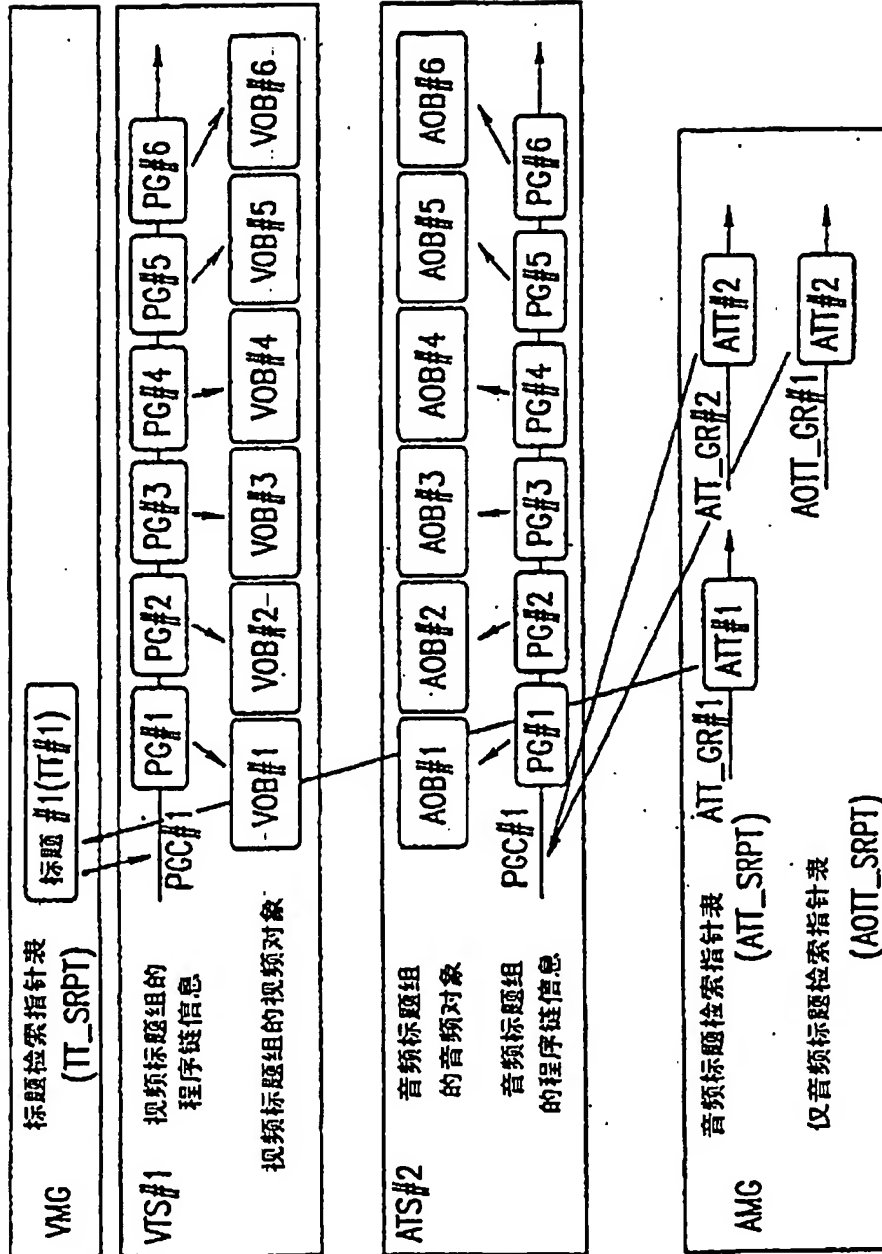 VMG
标题检索指针表
(TT_SRPT)
标题 #1(TT#1)
VTS#1
视频标题组的
程序链信息
PGC#1
PG#1
PG#2
PG#3
PG#4
PG#5
PG#6
视频标题组的视频对象
VOB#1
VOB#2
VOB#3
VOB#4
VOB#5
VOB#6
ATS#2
音频标题组
的音频对象
AOB#1
AOB#2
AOB#3
AOB#4
AOB#5
AOB#6
音频标题组
的程序链信息
PGC#1
PG#1
PG#2
PG#3
PG#4
PG#5
PG#6
AMG
音频标题检索指针表
(ATT_SRPT)
ATT_GR#1
ATT#1
ATT_GR#2
ATT#2
仅音频标题检索指针表
(AOTT_SRPT)
AOTT_GR#1
ATT#2